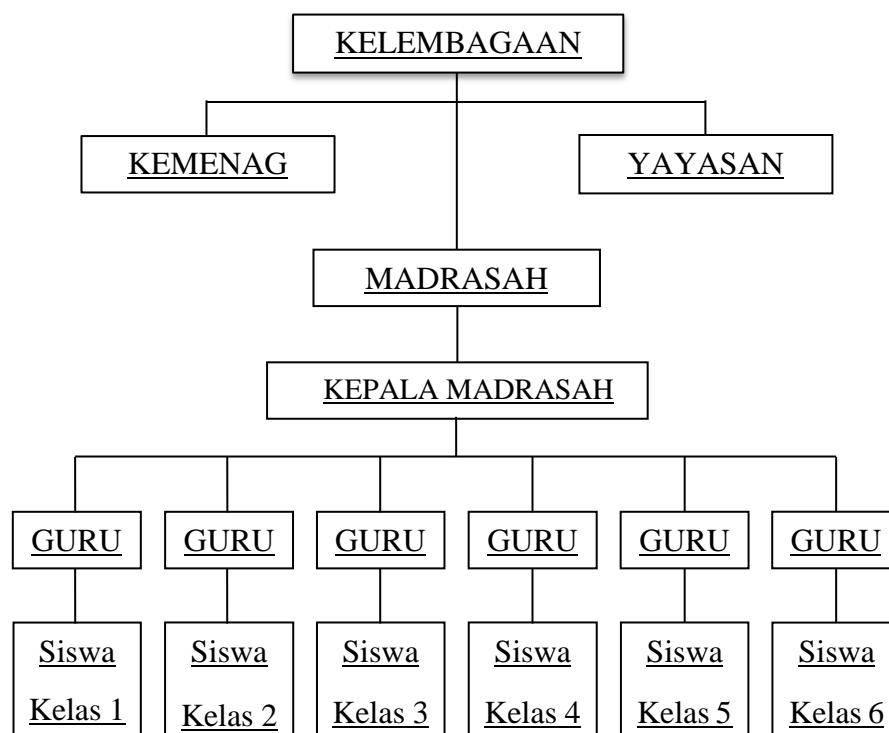 KELEMBAGAAN
KEMENAG
YAYASAN
MADRASAH
KEPALA MADRASAH
GURU
GURU
GURU
GURU
GURU
GURU
Siswa
Kelas 1
Siswa
Kelas 2
Siswa
Kelas 3
Siswa
Kelas 4
Siswa
Kelas 5
Siswa
Kelas 6